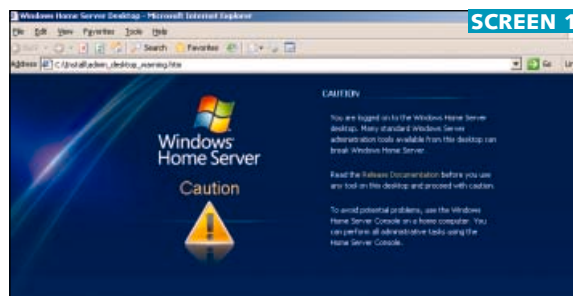 Windows Home Server Desktop - Microsoft Internet Explorer
SCREEN 1
File Edit View Favorites Tools Help
Search Favorites
Address C:\Install\admin_desktop_warning.htm Go
Windows
Home Server
Caution
CAUTION
You are logged on to the Windows Home Server
desktop. Many standard Windows Server
administration tools available from this desktop can
break Windows Home Server.
Read the Release Documentation before you use
any tool on this desktop and proceed with caution.
To avoid potential problems, use the Windows
Home Server Console on a home computer. You
can perform all administrative tasks using the
Home Server Console.